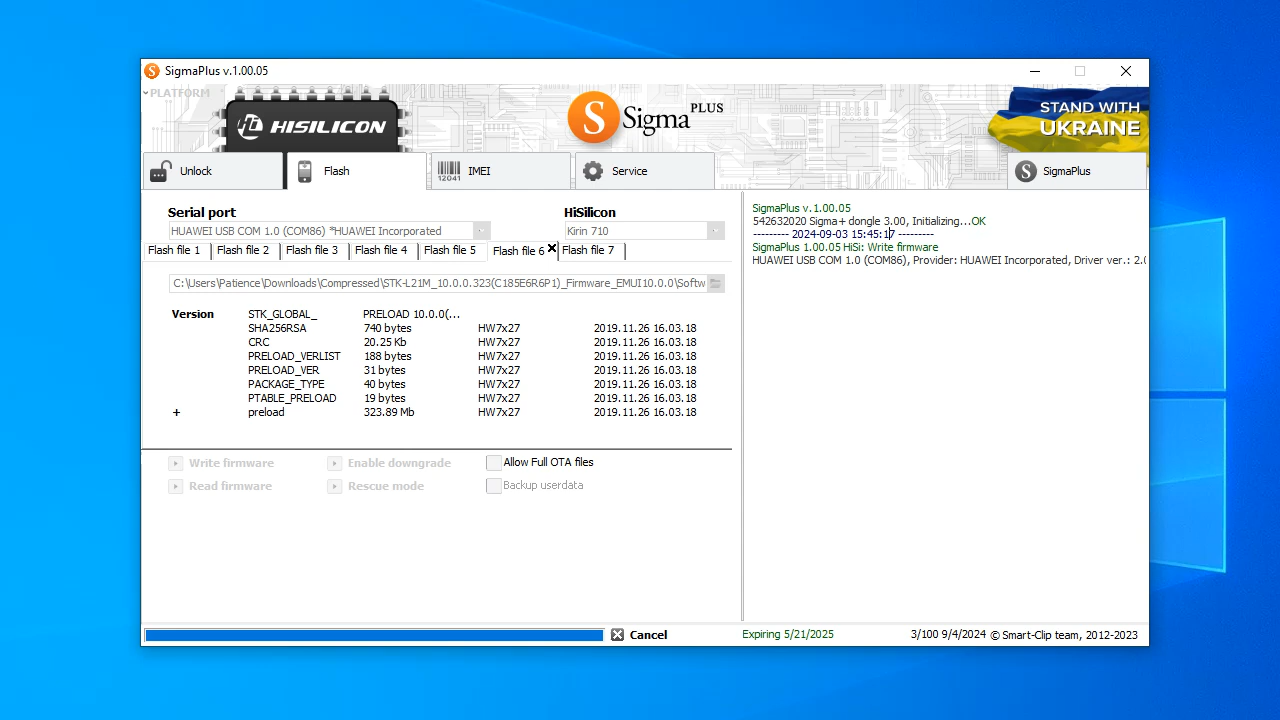 SigmaPlus v.1.00.05
PLATFORM
HISILICON
Sigma PLUS
STAND WITH
UKRAINE
Unlock
Flash
12041
IMEI
Service
SigmaPlus
Serial port
HiSilicon
HUAWEI USB COM 1.0 (COM86) *HUAWEI Incorporated
Kirin 710
Flash file 1 Flash file 2 Flash file 3 Flash file 4 Flash file 5 Flash file 6 Flash file 7
C:\Users\Patience\Downloads\Compressed\STK-L21M_10.0.0.323(C185E6R6P1)_Firmware_EMUI10.0.0\Softw
Version STK_GLOBAL_ PRELOAD 10.0.0(...
SHA256RSA 740 bytes HW7x27 2019.11.26 16.03.18
CRC 20.25 Kb HW7x27 2019.11.26 16.03.18
PRELOAD_VERLIST 188 bytes HW7x27 2019.11.26 16.03.18
PRELOAD_VER 31 bytes HW7x27 2019.11.26 16.03.18
PACKAGE_TYPE 40 bytes HW7x27 2019.11.26 16.03.18
PTABLE_PRELOAD 19 bytes HW7x27 2019.11.26 16.03.18
+ preload 323.89 Mb HW7x27 2019.11.26 16.03.18
Write firmware Enable downgrade Allow Full OTA files
Read firmware Rescue mode Backup userdata
SigmaPlus v.1.00.05
542632020 Sigma+ dongle 3.00, Initializing...OK
--------- 2024-09-03 15:45:17 ---------
SigmaPlus 1.00.05 HiSi: Write firmware
HUAWEI USB COM 1.0 (COM86), Provider: HUAWEI Incorporated, Driver ver.: 2.0
Cancel
Expiring 5/21/2025
3/100 9/4/2024 © Smart-Clip team, 2012-2023